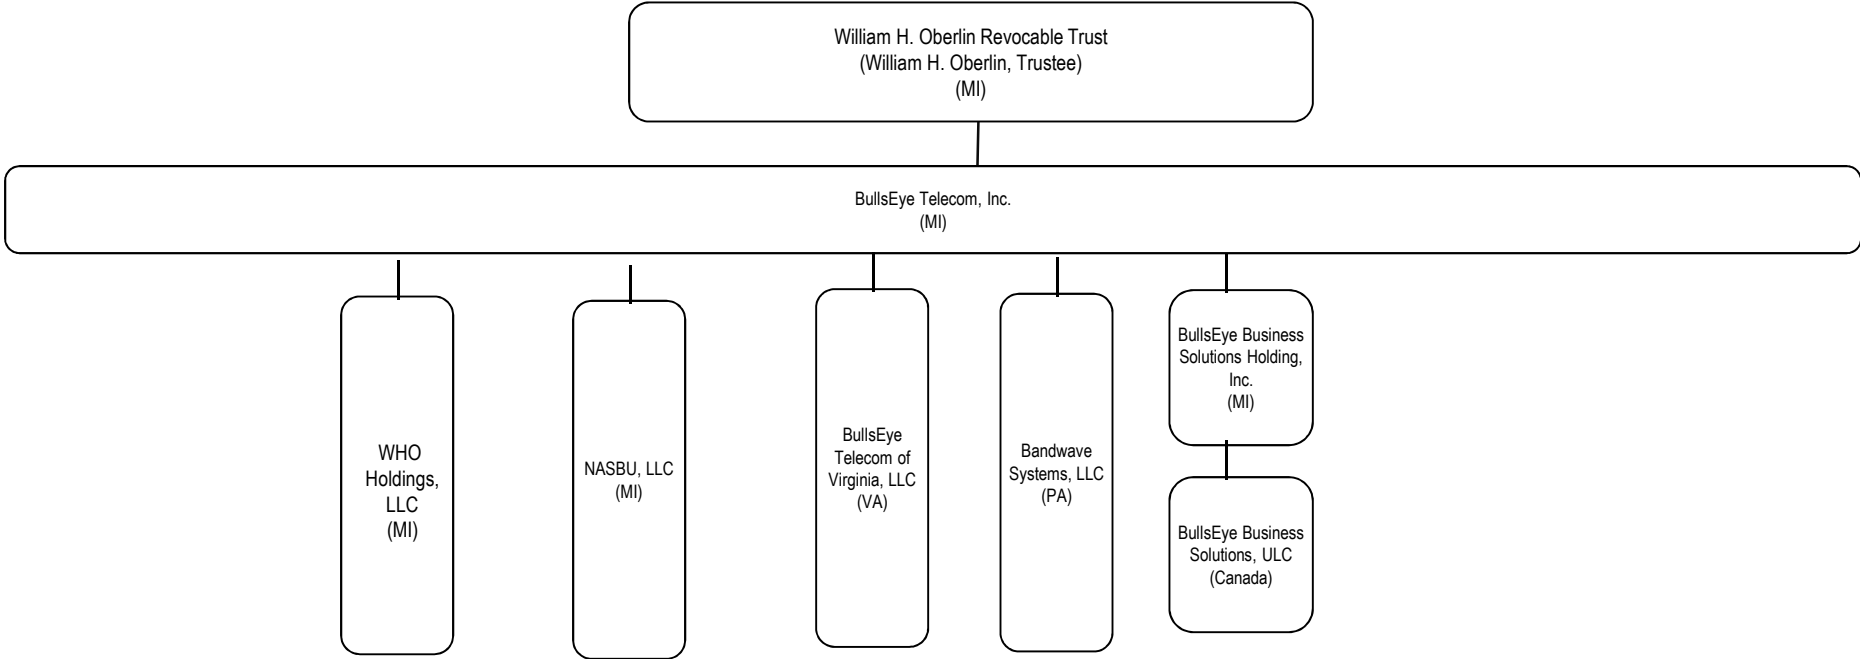 William H. Oberlin Revocable Trust
(William H. Oberlin, Trustee)
(MI)
BullsEye Telecom, Inc.
(MI)
WHO
Holdings,
LLC
(MI)
NASBU, LLC
(MI)
BullsEye
Telecom of
Virginia, LLC
(VA)
Bandwave
Systems, LLC
(PA)
BullsEye Business
Solutions Holding,
Inc.
(MI)
BullsEye Business
Solutions, ULC
(Canada)